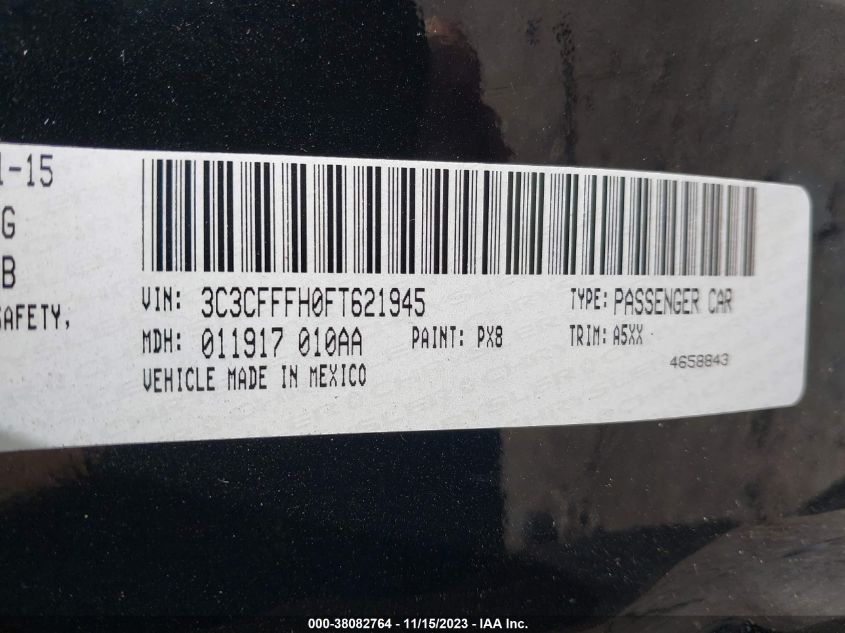 1-15
G
B
SAFETY,
VIN: 3C3CFFFH0FT621945 TYPE: PASSENGER CAR
MDH: 011917 010AA PAINT: PX8 TRIM: A5XX
VEHICLE MADE IN MEXICO 4658843
000-38082764 - 11/15/2023 - IAA Inc.